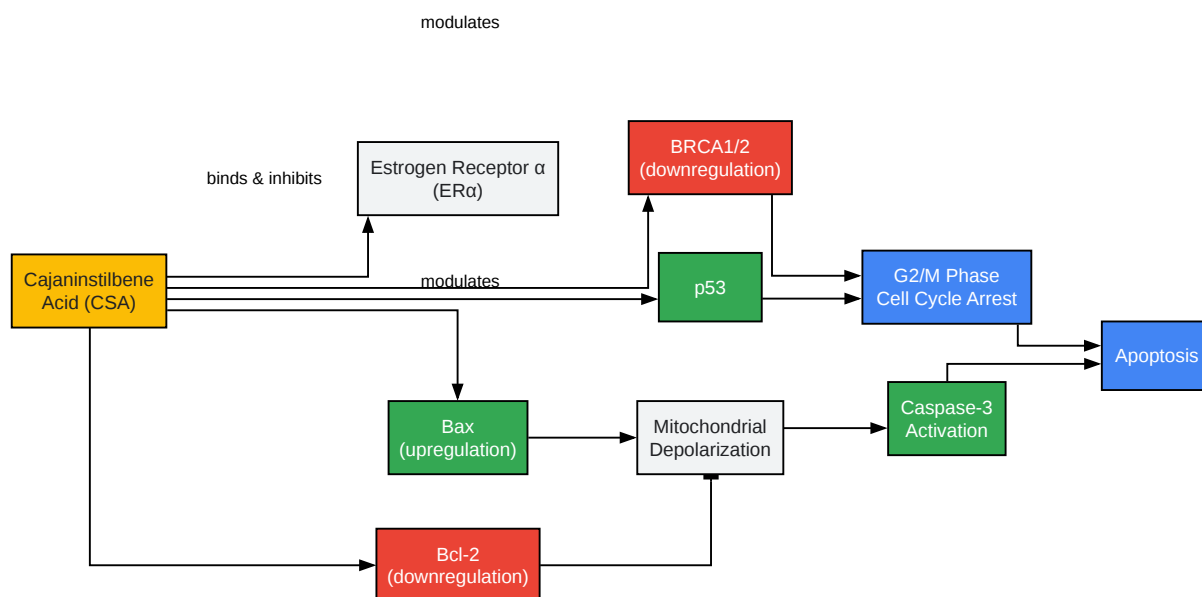 modulates
binds & inhibits
Estrogen Receptor α
(ERα)
BRCA1/2
(downregulation)
Cajaninstilbene
Acid (CSA)
modulates
p53
G2/M Phase
Cell Cycle Arrest
Apoptosis
Bax
(upregulation)
Mitochondrial
Depolarization
Caspase-3
Activation
Bcl-2
(downregulation)